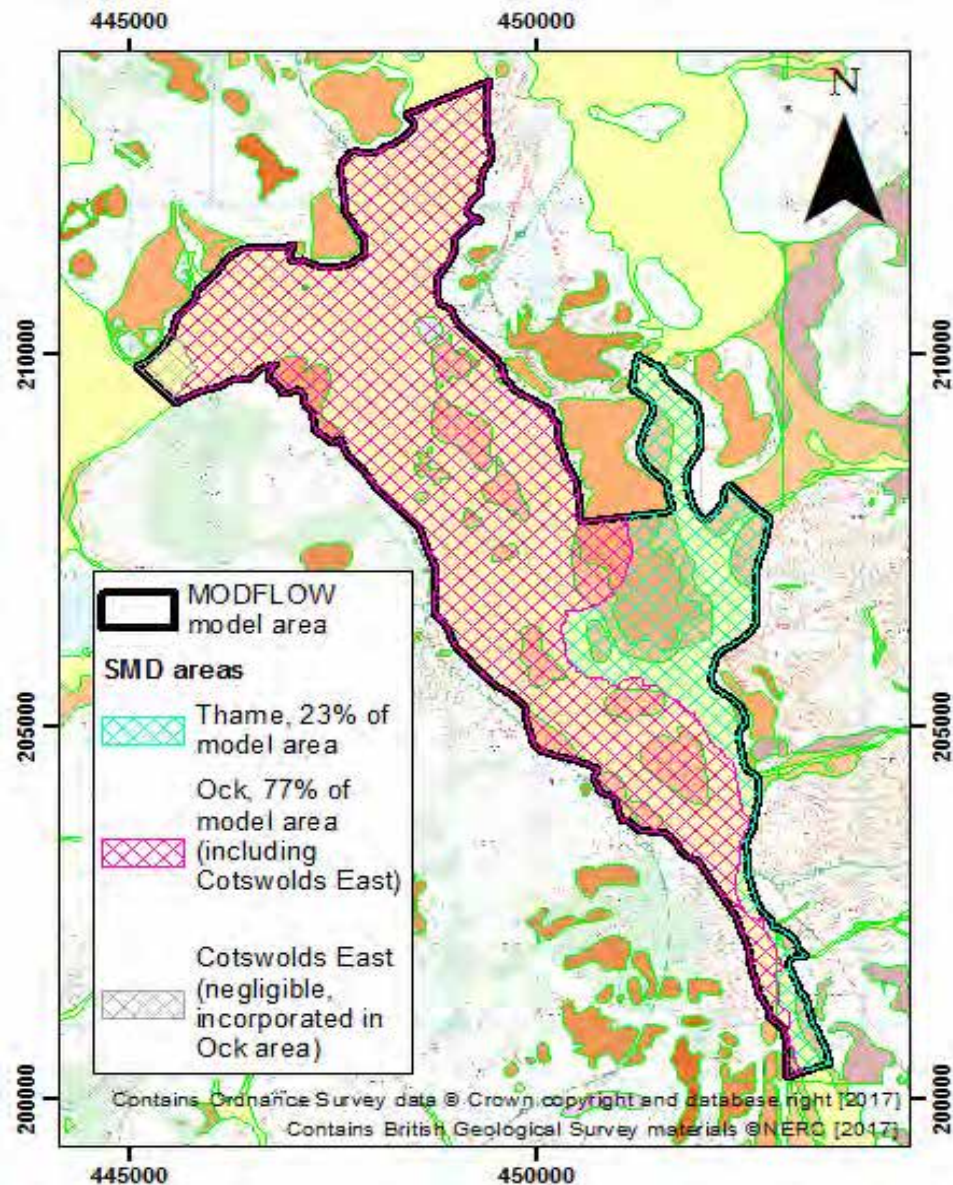 445000
450000
N
210000
210000
MODFLOW
model area
SMD areas
Thame, 23% of
model area
Ock, 77% of
model area
(including
Cotswolds East)
Cotswolds East
(negligible,
incorporated in
Ock area)
205000
205000
200000
200000
Contains Ordnance Survey data © Crown copyright and database right [2017]
Contains British Geological Survey materials ©NERC [2017]
445000
450000